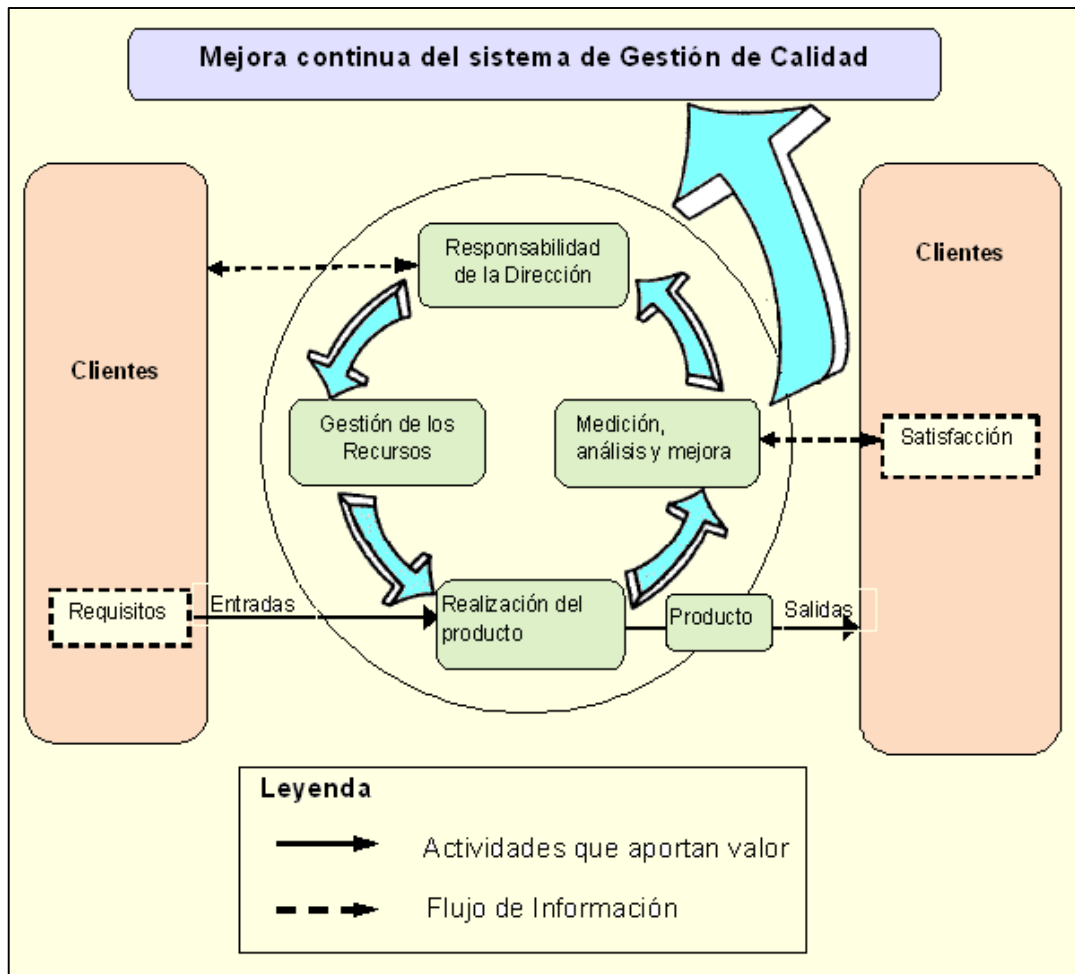 Mejora continua del sistema de Gestión de Calidad
Responsabilidad
de la Dirección
Clientes
Clientes
Gestión de los
Recursos
Medición,
análisis y mejora
Satisfacción
Requisitos
Entradas
Realización del
producto
Producto
Salidas
Leyenda
Actividades que aportan valor
Flujo de Información